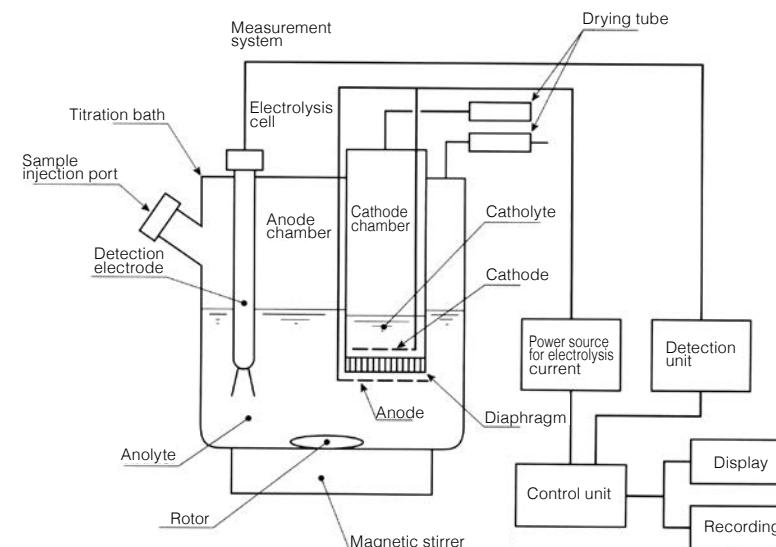 Drying tube
Measurement
system
Electrolysis
cell
Titration bath
Sample
injection port
Anode
chamber
Cathode
chamber
Catholyte
Detection
electrode
Cathode
Power source
for electrolysis
current
Detection
unit
Anode
Diaphragm
Anolyte
Display
Control unit
Rotor
Recording
Magnetic stirrer